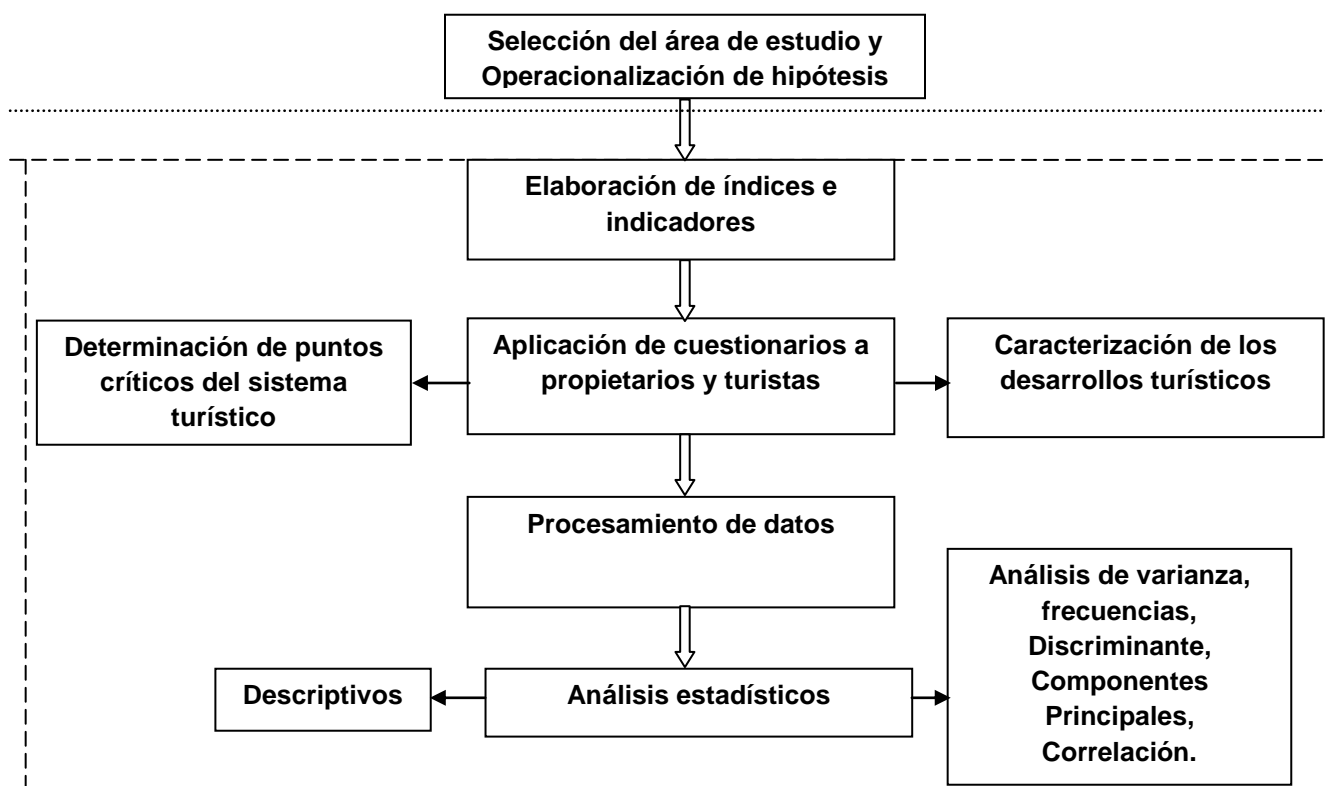 Selección del área de estudio y
Operacionalización de hipótesis
Elaboración de índices e
indicadores
Determinación de puntos
críticos del sistema
turístico
Aplicación de cuestionarios a
propietarios y turistas
Caracterización de los
desarrollos turísticos
Procesamiento de datos
Descriptivos
Análisis estadísticos
Análisis de varianza,
frecuencias,
Discriminante,
Componentes
Principales,
Correlación.